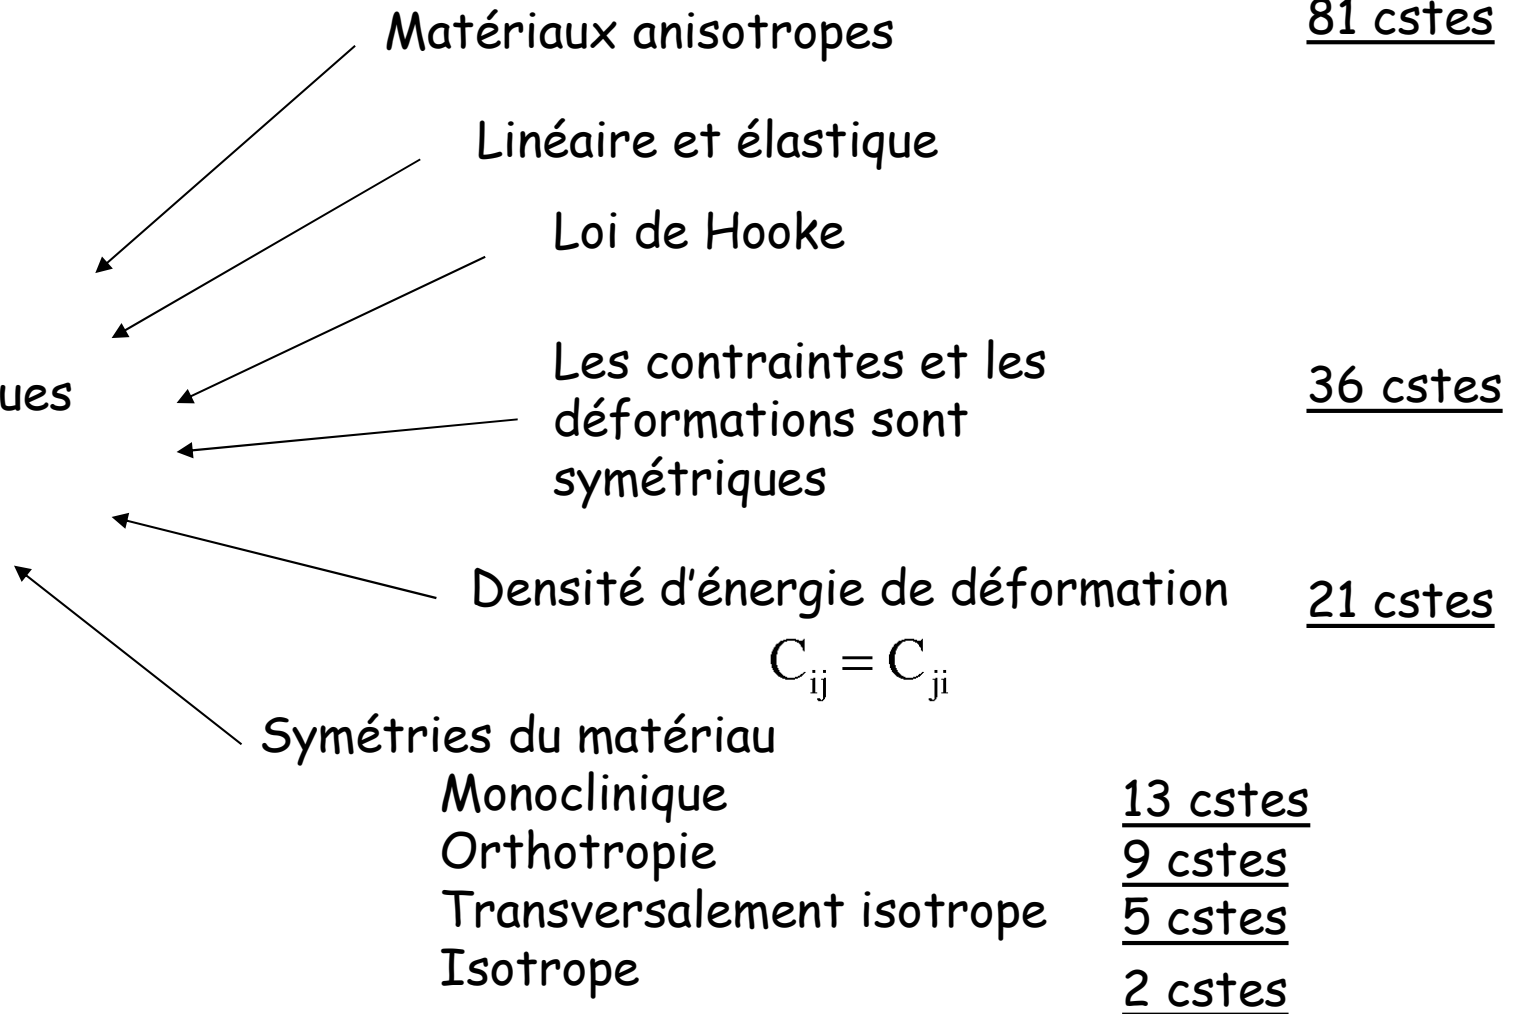 Matériaux anisotropes
81 cstes
Linéaire et élastique
Loi de Hooke
Les contraintes et les
déformations sont
symétriques
36 cstes
ues
Densité d'énergie de déformation
21 cstes
C_ij = C_ji
Symétries du matériau
Monoclinique
13 cstes
Orthotropie
9 cstes
Transversalement isotrope
5 cstes
Isotrope
2 cstes